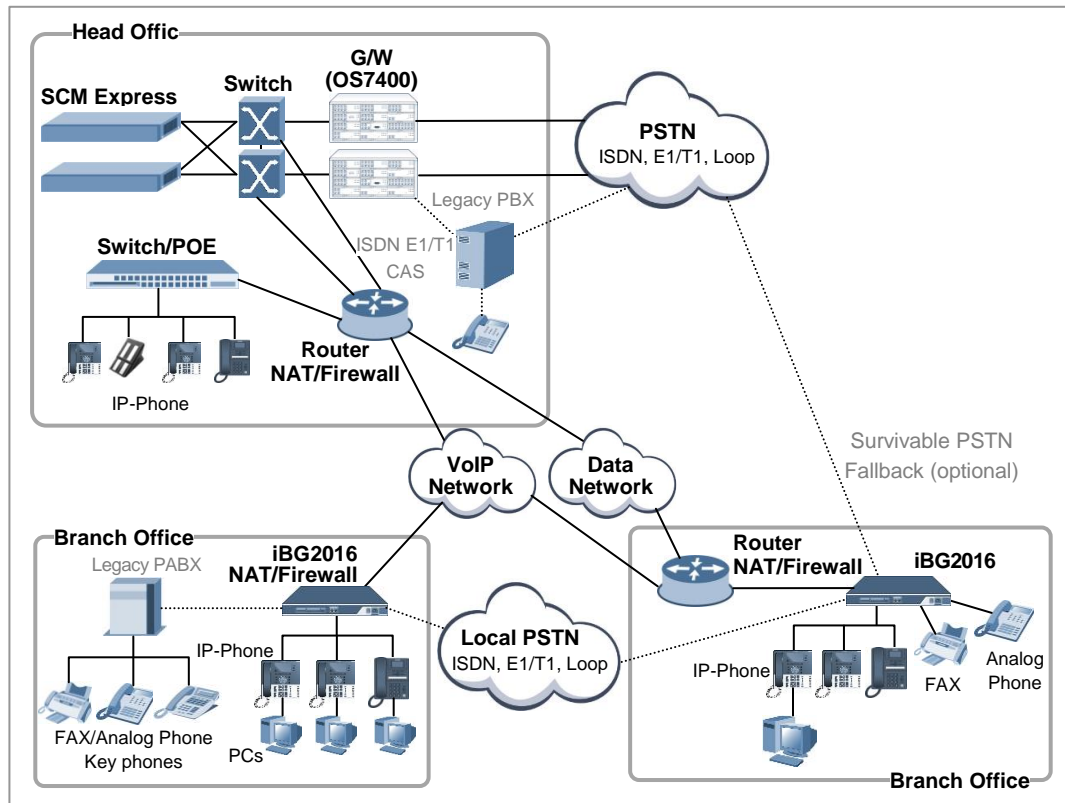 Head Offic
G/W
(OS7400)
Switch
SCM Express
PSTN
ISDN, E1/T1, Loop
Legacy PBX
ISDN E1/T1
CAS
Switch/POE
Router
NAT/Firewall
IP-Phone
Survivable PSTN
Fallback (optional)
VoIP
Network
Data
Network
Branch Office
Legacy PABX
iBG2016
NAT/Firewall
Router
NAT/Firewall
iBG2016
Local PSTN
ISDN, E1/T1, Loop
IP-Phone
IP-Phone
FAX
Analog
Phone
FAX/Analog Phone
Key phones
PCs
Branch Office